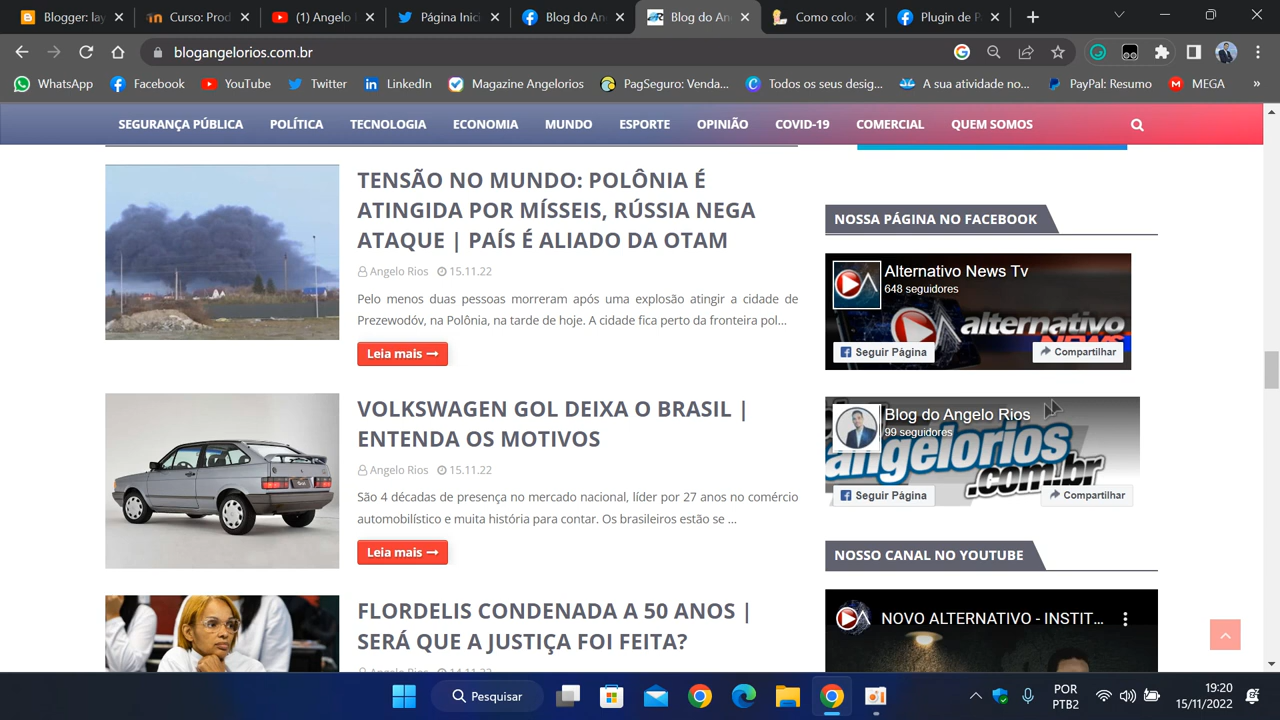 Blogger: lay
Curso: Prod
(1) Angelo
Página Inici
Blog do An
Blog do An
Como colo
Plugin de P
blogangelorios.com.br
WhatsApp
Facebook
YouTube
Twitter
LinkedIn
Magazine Angelorios
PagSeguro: Venda...
Todos os seus desig...
A sua atividade no...
PayPal: Resumo
MEGA
»
SEGURANÇA PÚBLICA
POLÍTICA
TECNOLOGIA
ECONOMIA
MUNDO
ESPORTE
OPINIÃO
COVID-19
COMERCIAL
QUEM SOMOS
TENSÃO NO MUNDO: POLÔNIA É
ATINGIDA POR MÍSSEIS, RÚSSIA NEGA
ATAQUE | PAÍS É ALIADO DA OTAM
Angelo Rios 15.11.22
Pelo menos duas pessoas morreram após uma explosão atingir a cidade de
Prezewodóv, na Polônia, na tarde de hoje. A cidade fica perto da fronteira pol...
Leia mais
VOLKSWAGEN GOL DEIXA O BRASIL |
ENTENDA OS MOTIVOS
Angelo Rios 15.11.22
São 4 décadas de presença no mercado nacional, líder por 27 anos no comércio
automobilístico e muita história para contar. Os brasileiros estão se ...
Leia mais
FLORDELIS CONDENADA A 50 ANOS |
SERÁ QUE A JUSTIÇA FOI FEITA?
Angelo Rios 14.11.22
NOSSA PÁGINA NO FACEBOOK
Alternativo News Tv
648 seguidores
alternativo
NEWS
Seguir Página
Compartilhar
Blog do Angelo Rios
99 seguidores
angelorios
.com.br
Seguir Página
Compartilhar
NOSSO CANAL NO YOUTUBE
NOVO ALTERNATIVO - INSTIT...
Pesquisar
POR
PTB2
19:20
15/11/2022